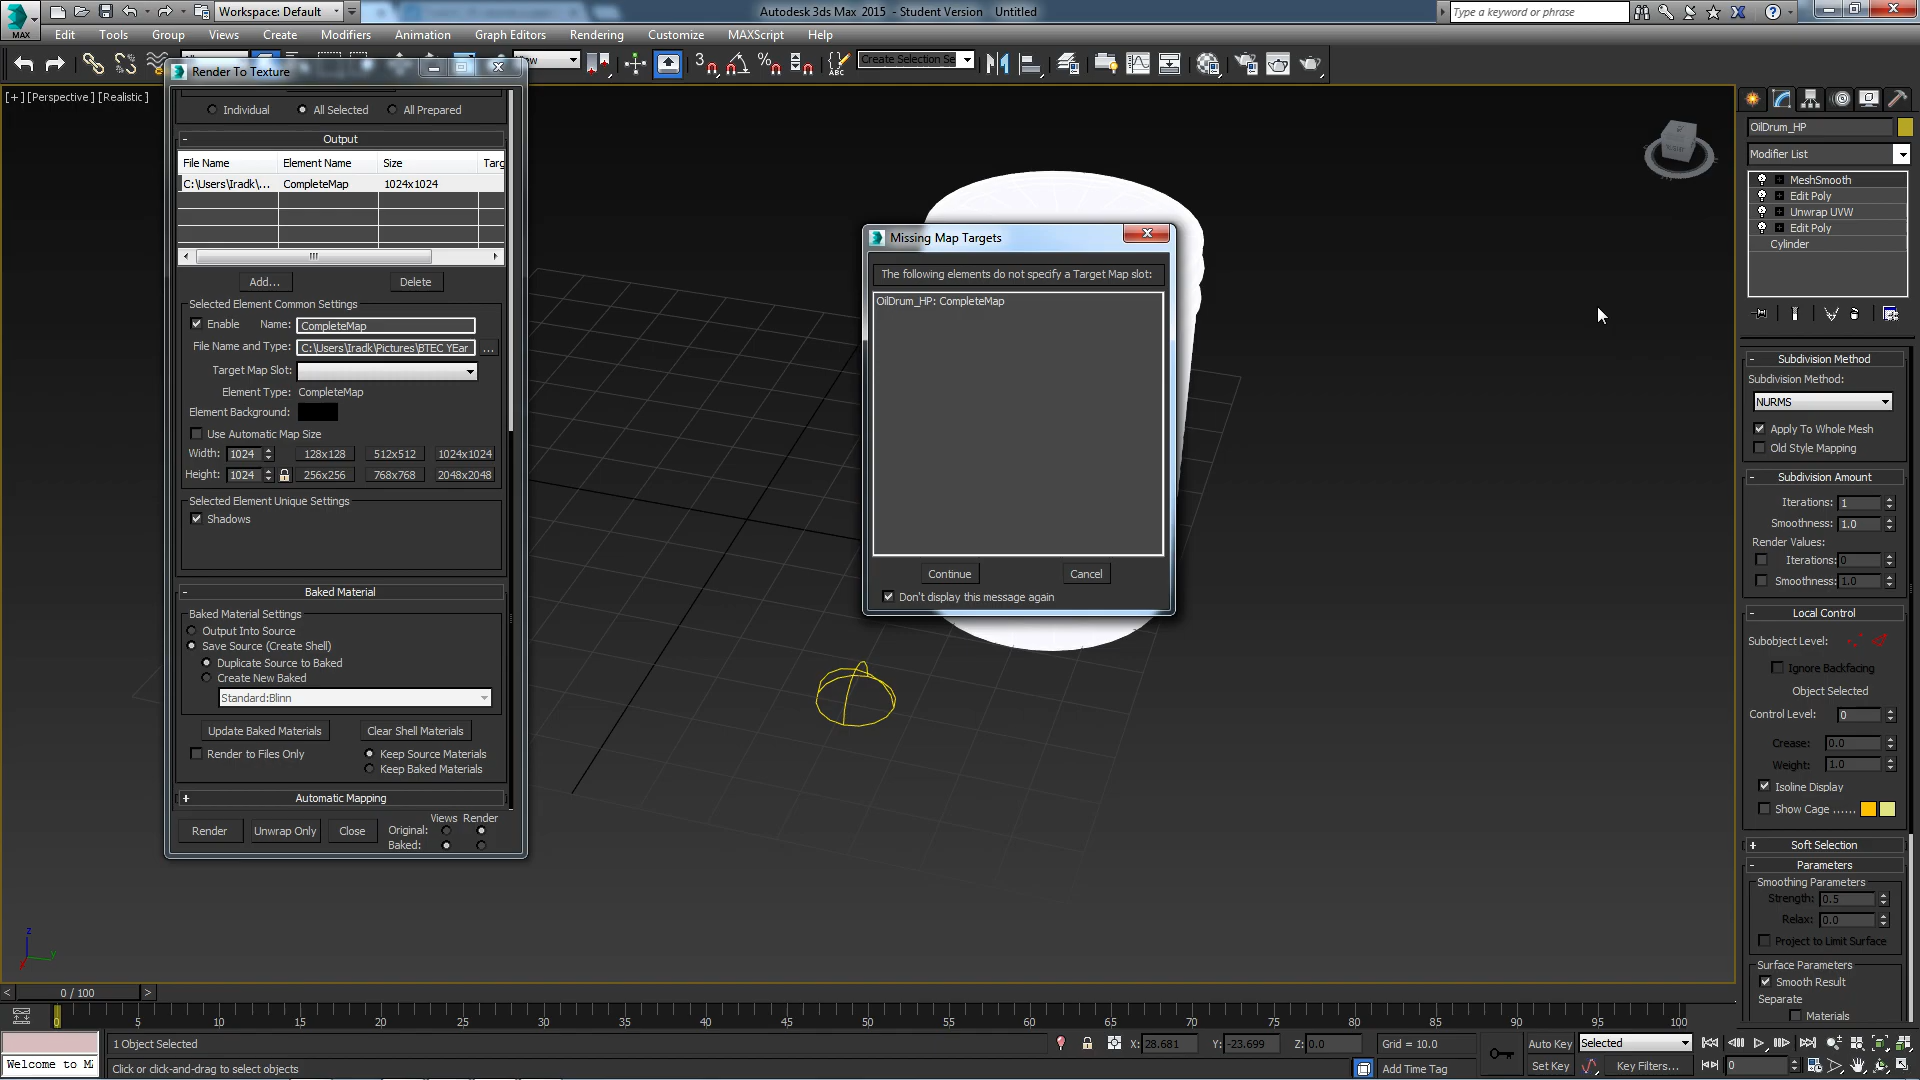 Workspace: Default
Autodesk 3ds Max 2015 - Student Version Untitled
Type a keyword or phrase
MAX
Edit Tools Group Views Create Modifiers Animation Graph Editors Rendering Customize MAXScript Help
Create Selection Se
[+] [Perspective] [Realistic]
Render To Texture
Individual All Selected All Prepared
Output
File Name Element Name Size Targ
C:\Users\Iradk\... CompleteMap 1024x1024
Add... Delete
Selected Element Common Settings
Enable Name: CompleteMap
File Name and Type: C:\Users\Iradk\Pictures\BTEC YEar ...
Target Map Slot:
Element Type: CompleteMap
Element Background:
Use Automatic Map Size
Width: 1024 128x128 512x512 1024x1024
Height: 1024 256x256 768x768 2048x2048
Selected Element Unique Settings
Shadows
Baked Material
Baked Material Settings
Output Into Source
Save Source (Create Shell)
Duplicate Source to Baked
Create New Baked
Standard:Blinn
Update Baked Materials Clear Shell Materials
Render to Files Only Keep Source Materials
Keep Baked Materials
Automatic Mapping
Views Render
Render Unwrap Only Close Original:
Baked:
Missing Map Targets
The following elements do not specify a Target Map slot:
OilDrum_HP: CompleteMap
Continue Cancel
Don't display this message again
OilDrum_HP
Modifier List
MeshSmooth
Edit Poly
Unwrap UVW
Edit Poly
Cylinder
Subdivision Method
Subdivision Method:
NURMS
Apply To Whole Mesh
Old Style Mapping
Subdivision Amount
Iterations: 1
Smoothness: 1.0
Render Values:
Iterations: 0
Smoothness: 1.0
Local Control
Subobject Level:
Ignore Backfacing
Object Selected
Control Level: 0
Crease: 0.0
Weight: 1.0
Isoline Display
Show Cage ......
Soft Selection
Parameters
Smoothing Parameters
Strength: 0.5
Relax: 0.0
Project to Limit Surface
Surface Parameters
Smooth Result
Separate
Materials
z
y
< 0 / 100 >
5 10 15 20 25 30 35 40 45 50 55 60 65 70 75 80 85 90 95 100
1 Object Selected X: 28.681 Y: -23.699 Z: 0.0 Grid = 10.0 Auto Key Selected
Welcome to M Click or click-and-drag to select objects Add Time Tag Set Key Key Filters... 0